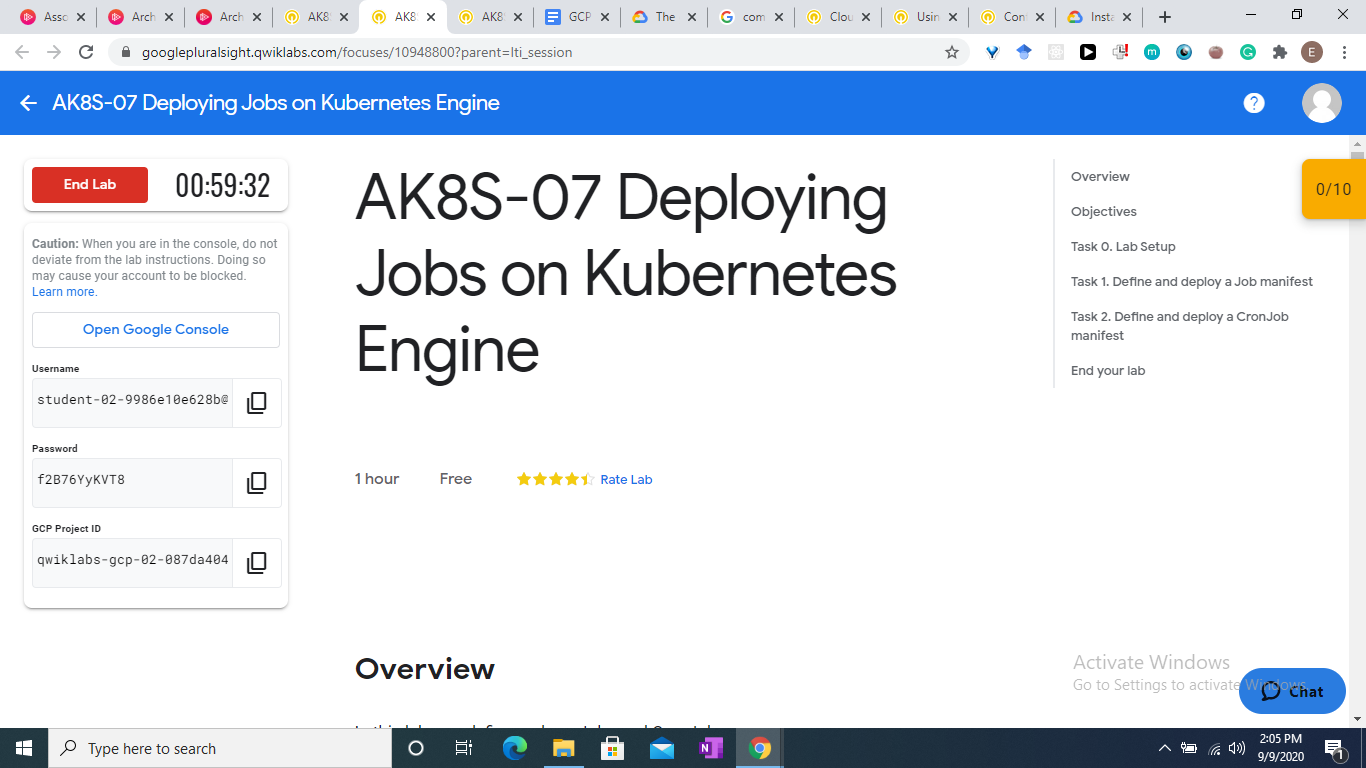 Asso
Arch
Arch
AK8
AK8
AK8
GCP
The
com
Clou
Usin
Con
Insta
googlepluralsight.qwiklabs.com/focuses/10948800?parent=lti_session
E
AK8S-07 Deploying Jobs on Kubernetes Engine
End Lab
00:59:32
Caution: When you are in the console, do not
deviate from the lab instructions. Doing so
may cause your account to be blocked.
Learn more.
Open Google Console
Username
student-02-9986e10e628b@
Password
f2B76YyKVT8
GCP Project ID
qwiklabs-gcp-02-087da404
AK8S-07 Deploying
Jobs on Kubernetes
Engine
1 hour
Free
Rate Lab
Overview
Overview
Objectives
Task 0. Lab Setup
Task 1. Define and deploy a Job manifest
Task 2. Define and deploy a CronJob
manifest
End your lab
0/10
Activate Windows
Go to Settings to activate Windows.
Chat
Type here to search
2:05 PM
9/9/2020
1